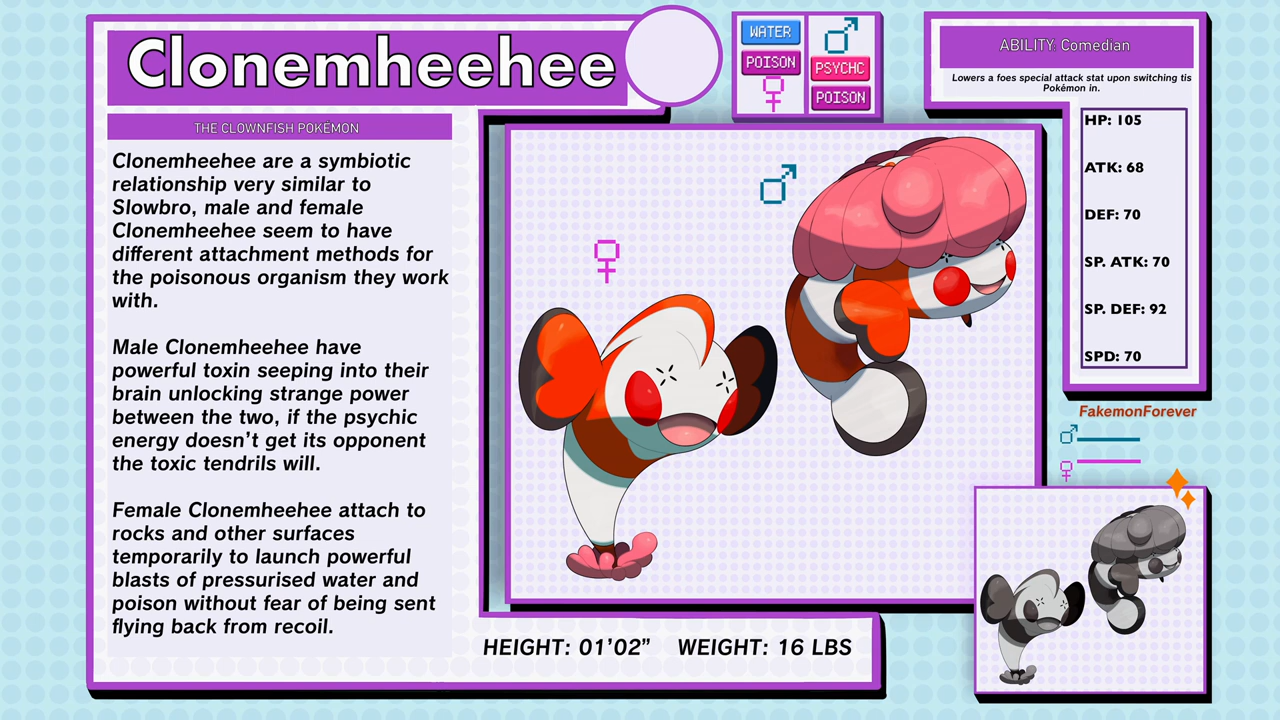 Clonemheehee
THE CLOWNFISH POKÉMON
Clonemheehee are a symbiotic
relationship very similar to
Slowbro, male and female
Clonemheehee seem to have
different attachment methods for
the poisonous organism they work
with.
Male Clonemheehee have
powerful toxin seeping into their
brain unlocking strange power
between the two, if the psychic
energy doesn't get its opponent
the toxic tendrils will.
Female Clonemheehee attach to
rocks and other surfaces
temporarily to launch powerful
blasts of pressurised water and
poison without fear of being sent
flying back from recoil.
WATER
POISON
♀
♂
PSYCHC
POISON
♂
♀
HEIGHT: 01'02” WEIGHT: 16 LBS
ABILITY: Comedian
Lowers a foes special attack stat upon switching tis
Pokémon in.
HP: 105
ATK: 68
DEF: 70
SP. ATK: 70
SP. DEF: 92
SPD: 70
FakemonForever
♂
♀